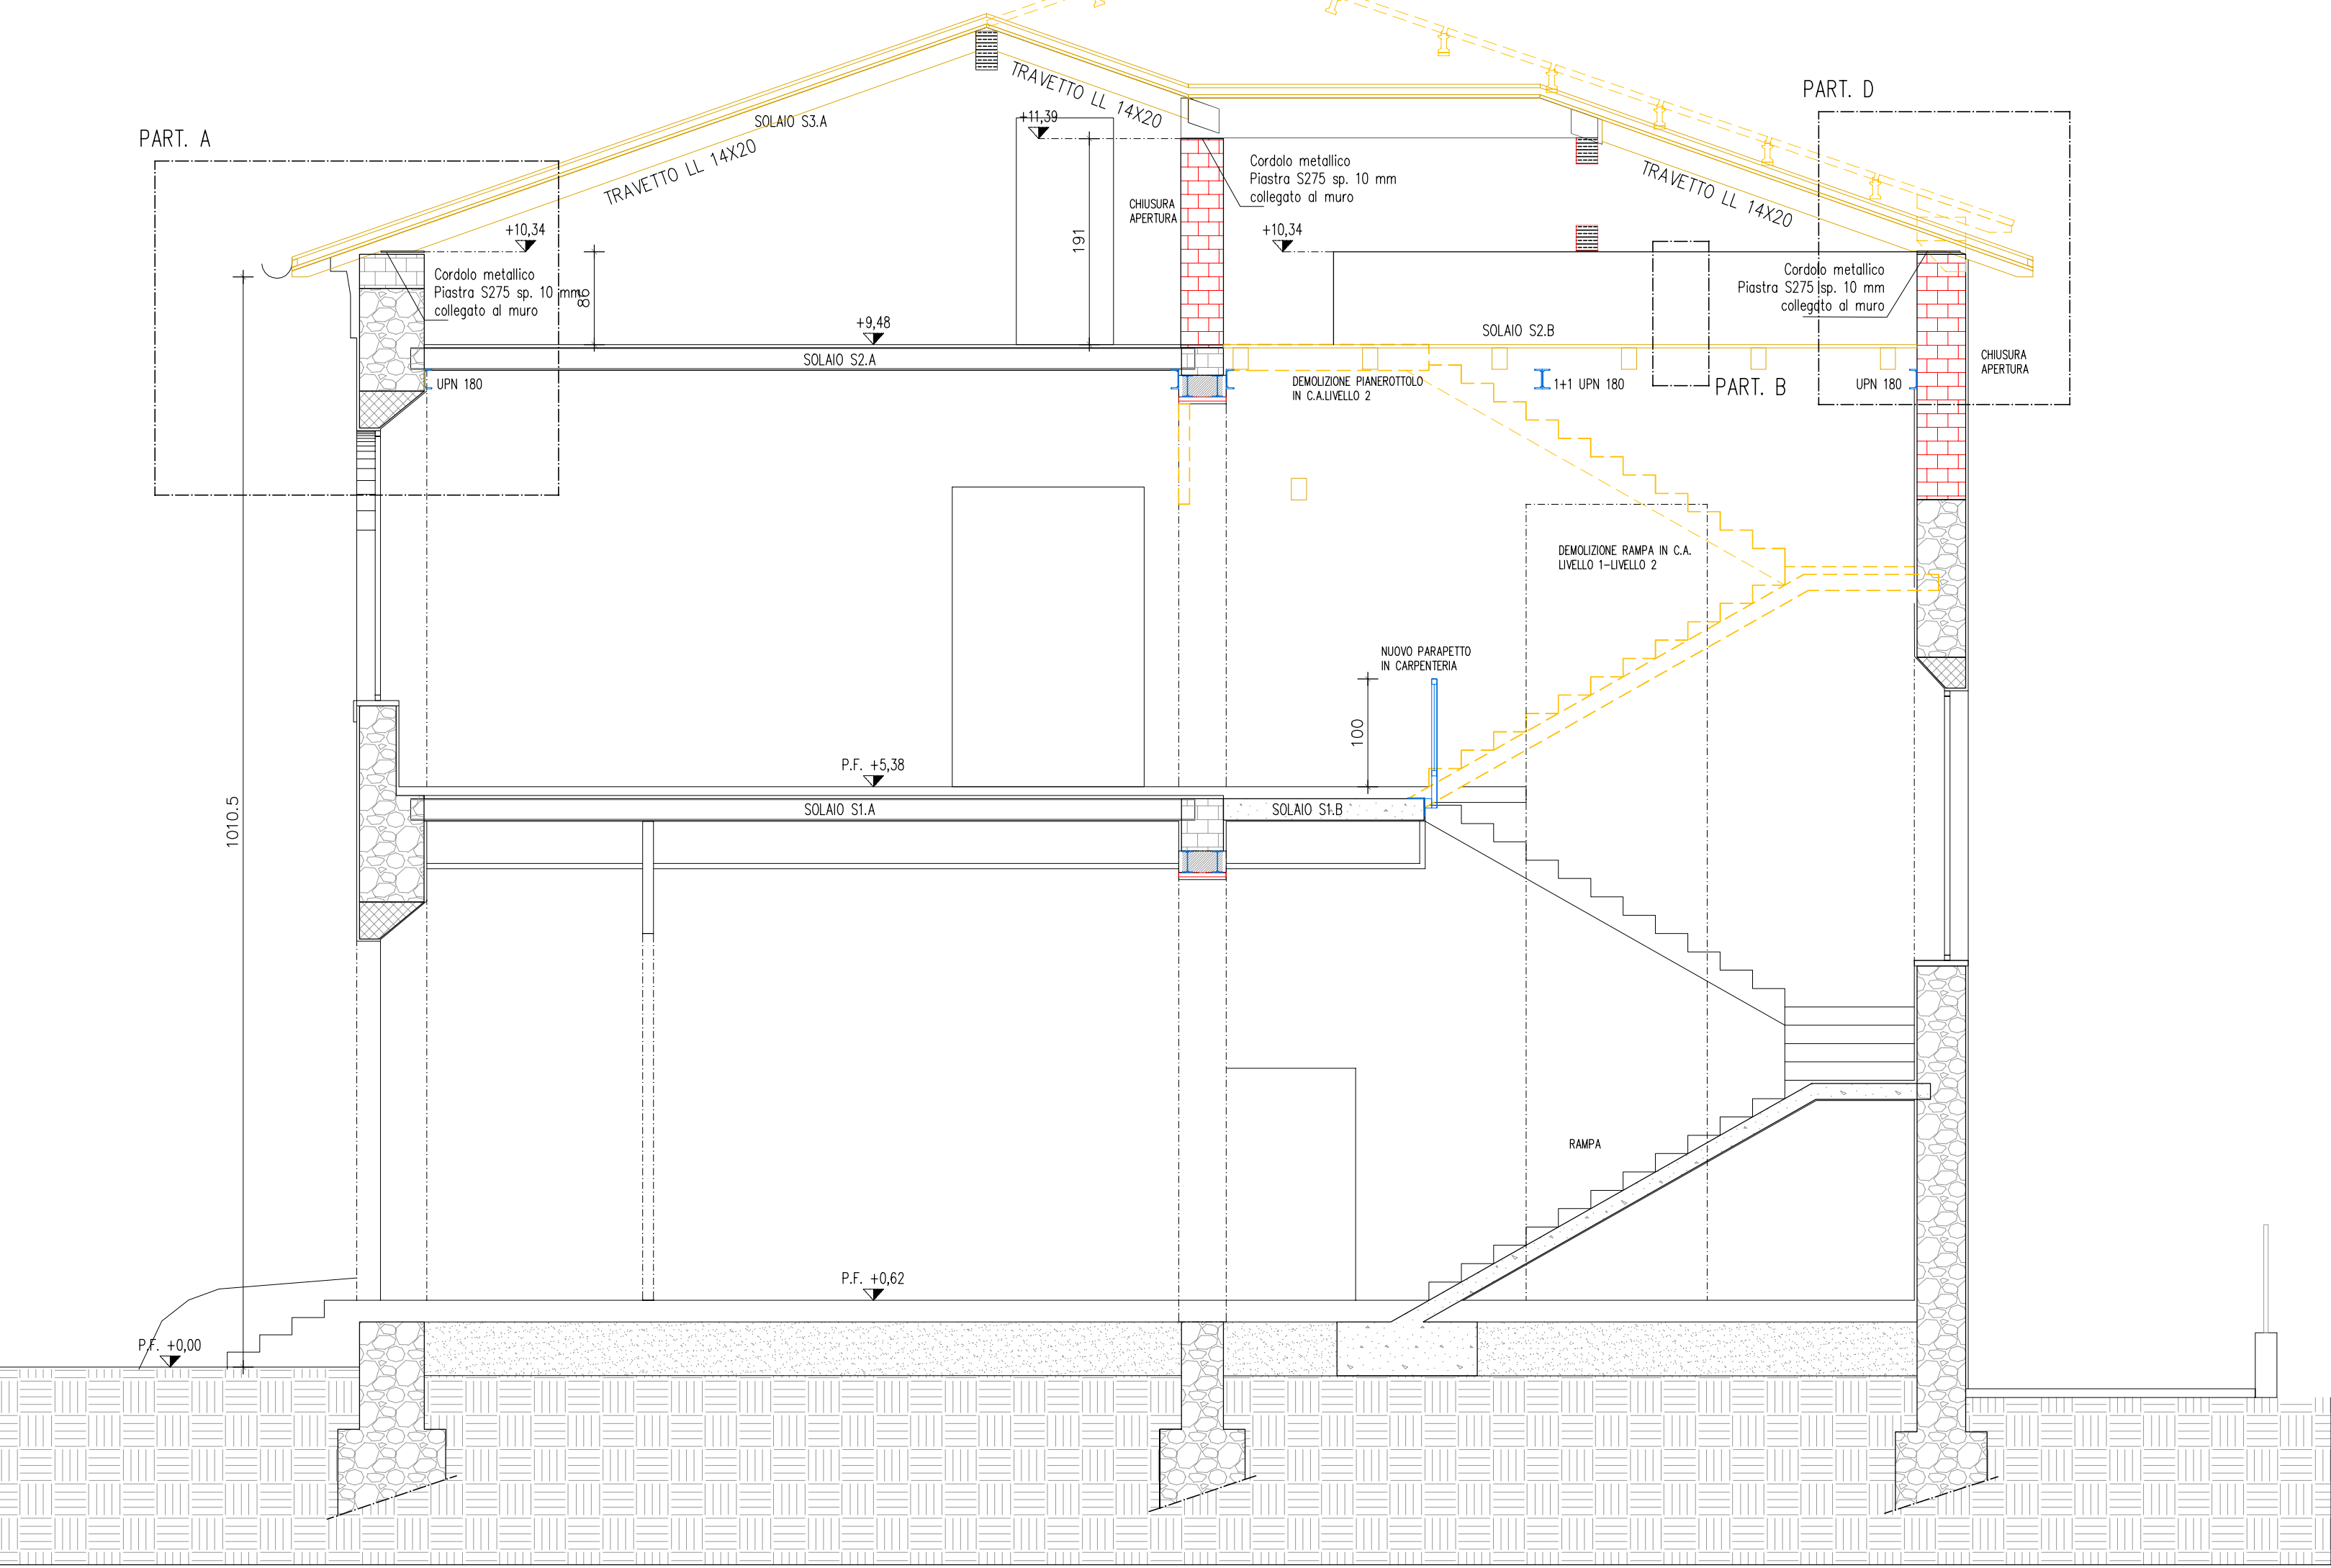 PART. D
PART. A
TRAVETTO LL 14X20
SOLAIO S3.A
+11,39
TRAVETTO LL 14X20
TRAVETTO LL 14X20
Cordolo metallico
Piastra S275 sp. 10 mm
collegato al muro
CHIUSURA
APERTURA
191
+10,34
+10,34
Cordolo metallico
Piastra S275 sp. 10 mm
collegato al muro
86
Cordolo metallico
Piastra S275 sp. 10 mm
collegato al muro
+9,48
SOLAIO S2.A
SOLAIO S2.B
CHIUSURA
APERTURA
UPN 180
DEMOLIZIONE PIANEROTTOLO
IN C.A.LIVELLO 2
1+1 UPN 180
PART. B
UPN 180
DEMOLIZIONE RAMPA IN C.A.
LIVELLO 1-LIVELLO 2
NUOVO PARAPETTO
IN CARPENTERIA
100
P.F. +5,38
SOLAIO S1.A
SOLAIO S1.B
1010.5
RAMPA
P.F. +0,62
P.F. +0,00